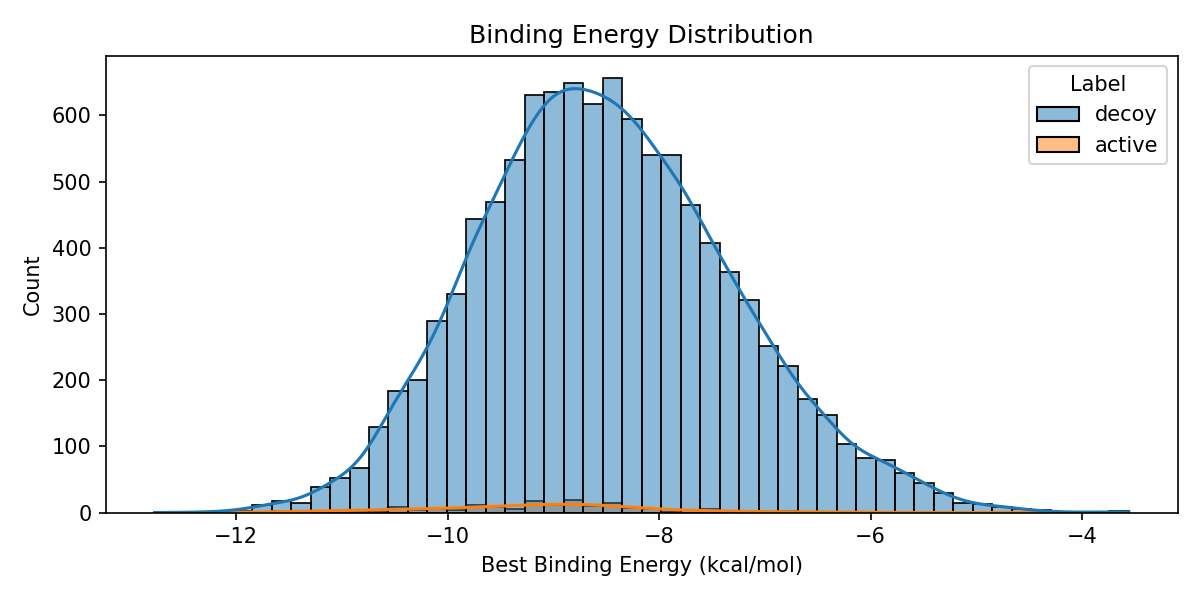 Binding Energy Distribution
Label
decoy
active
Count
600
500
400
300
200
100
0
−12 −10 −8 −6 −4
Best Binding Energy (kcal/mol)